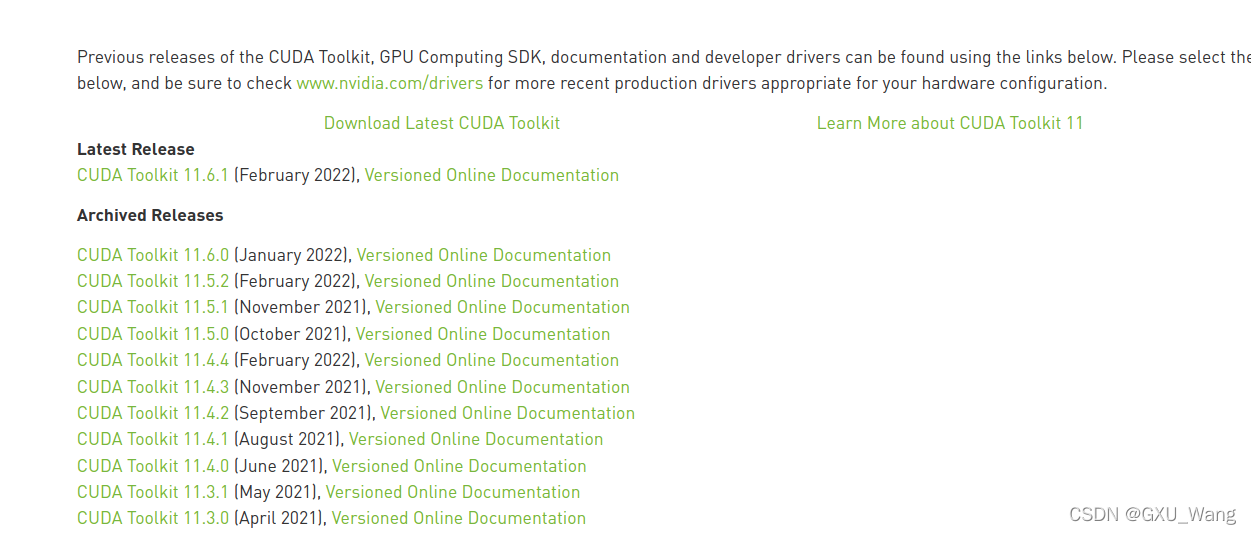 Previous releases of the CUDA Toolkit, GPU Computing SDK, documentation and developer drivers can be found using the links below. Please select the
below, and be sure to check www.nvidia.com/drivers for more recent production drivers appropriate for your hardware configuration.
Download Latest CUDA Toolkit Learn More about CUDA Toolkit 11
Latest Release
CUDA Toolkit 11.6.1 (February 2022), Versioned Online Documentation
Archived Releases
CUDA Toolkit 11.6.0 (January 2022), Versioned Online Documentation
CUDA Toolkit 11.5.2 (February 2022), Versioned Online Documentation
CUDA Toolkit 11.5.1 (November 2021), Versioned Online Documentation
CUDA Toolkit 11.5.0 (October 2021), Versioned Online Documentation
CUDA Toolkit 11.4.4 (February 2022), Versioned Online Documentation
CUDA Toolkit 11.4.3 (November 2021), Versioned Online Documentation
CUDA Toolkit 11.4.2 (September 2021), Versioned Online Documentation
CUDA Toolkit 11.4.1 (August 2021), Versioned Online Documentation
CUDA Toolkit 11.4.0 (June 2021), Versioned Online Documentation
CUDA Toolkit 11.3.1 (May 2021), Versioned Online Documentation
CUDA Toolkit 11.3.0 (April 2021), Versioned Online Documentation
CSDN @GXU_Wang